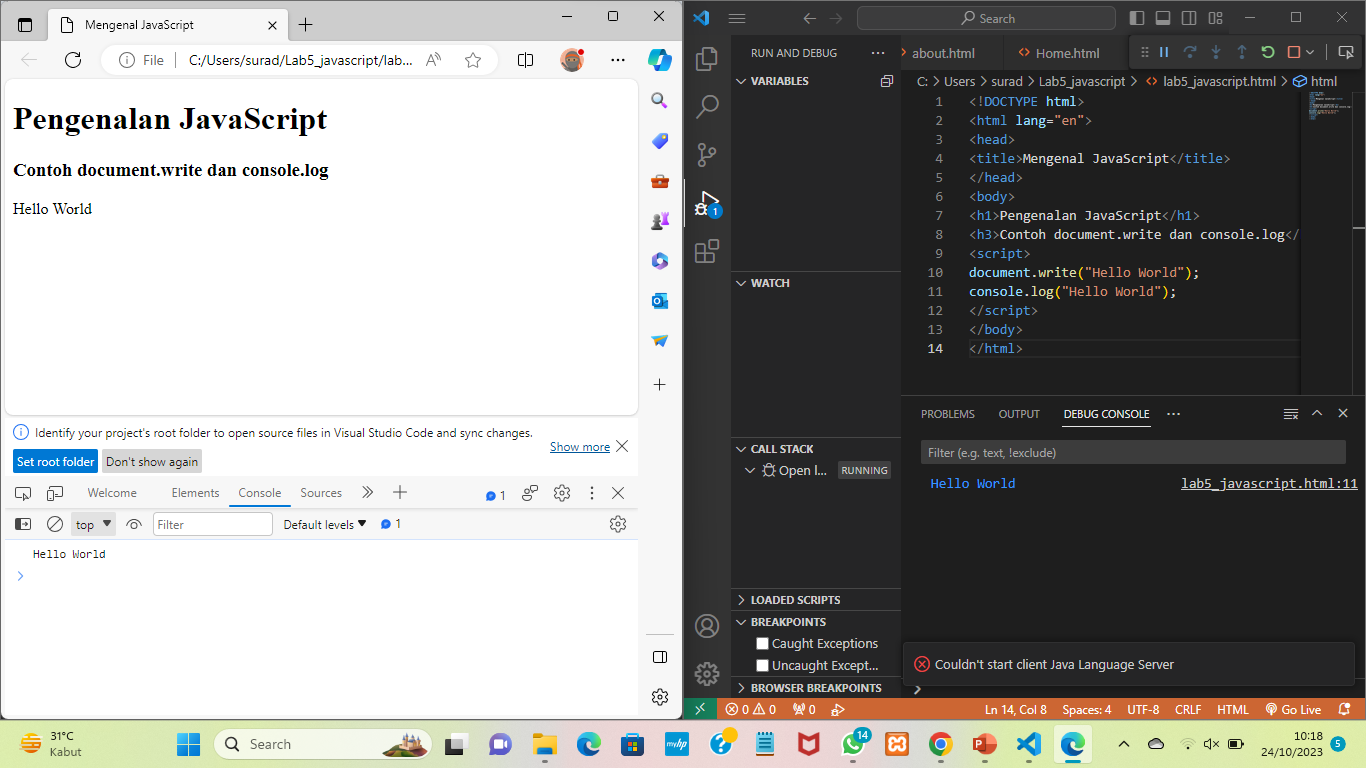 Mengenal JavaScript
File
C:/Users/surad/Lab5_javascript/lab...
Pengenalan JavaScript
Contoh document.write dan console.log
Hello World
Identify your project's root folder to open source files in Visual Studio Code and sync changes.
Show more
Set root folder
Don't show again
Welcome
Elements
Console
Sources
1
top
Filter
Default levels
1
Hello World
Search
RUN AND DEBUG
about.html
Home.html
VARIABLES
WATCH
CALL STACK
Open l...
RUNNING
LOADED SCRIPTS
BREAKPOINTS
Caught Exceptions
Uncaught Except...
BROWSER BREAKPOINTS
1
C: > Users > surad > Lab5_javascript > lab5_javascript.html > html
1 <!DOCTYPE html>
2 <html lang="en">
3 <head>
4 <title>Mengenal JavaScript</title>
5 </head>
6 <body>
7 <h1>Pengenalan JavaScript</h1>
8 <h3>Contoh document.write dan console.log</
9 <script>
10 document.write("Hello World");
11 console.log("Hello World");
12 </script>
13 </body>
14 </html>
PROBLEMS
OUTPUT
DEBUG CONSOLE
Filter (e.g. text, !exclude)
Hello World
lab5_javascript.html:11
Couldn't start client Java Language Server
0 0
0
Ln 14, Col 8
Spaces: 4
UTF-8
CRLF
HTML
Go Live
31°C
Kabut
Search
myhp
14
10:18
24/10/2023
5